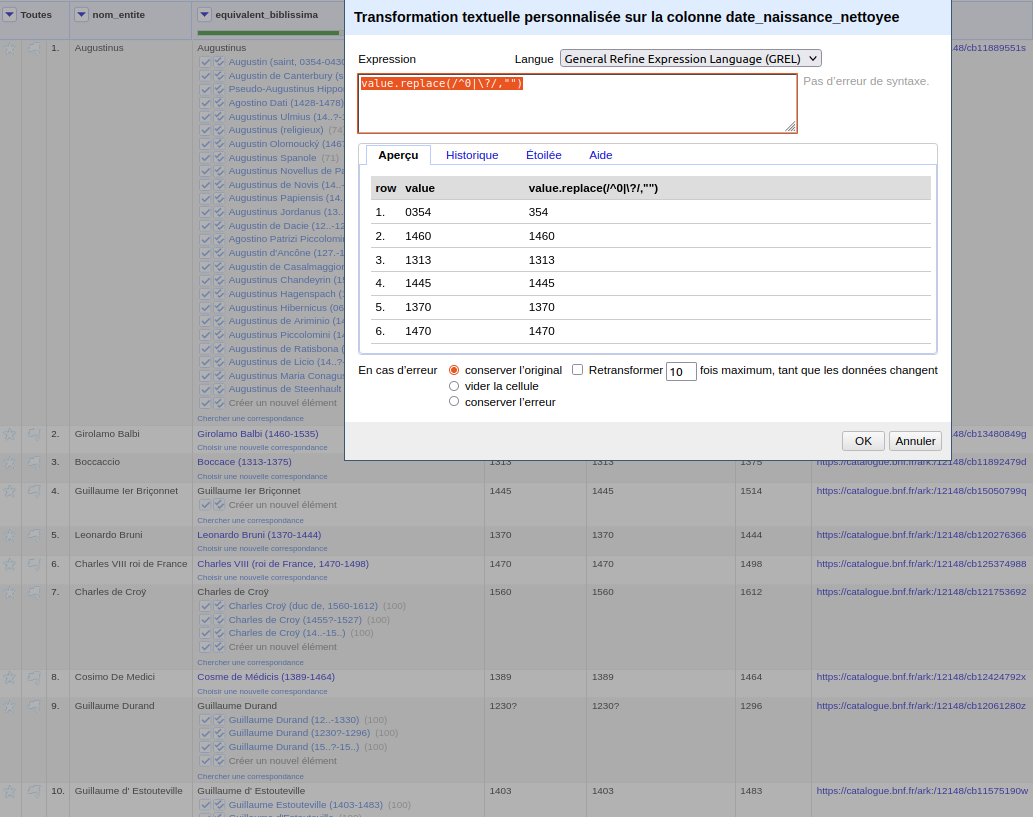 Toutes nom_entite equivalent_biblissima
Transformation textuelle personnalisée sur la colonne date_naissance_nettoyee
Expression Langue General Refine Expression Language (GREL)
value.replace(/^0|\?/,"")
Pas d’erreur de syntaxe.
Aperçu Historique Étoilée Aide
row value value.replace(/^0|\?/,"")
1. 0354 354
2. 1460 1460
3. 1313 1313
4. 1445 1445
5. 1370 1370
6. 1470 1470
En cas d’erreur conserver l’original Retransformer 10 fois maximum, tant que les données changent
vider la cellule
conserver l’erreur
OK Annuler
1. Augustinus Augustinus 148/cb11889551s
Augustin (saint, 0354-0430
Augustin de Canterbury (s
Pseudo-Augustinus Hippo
Agostino Dati (1428-1478)
Augustinus Ulmius (14..?-1
Augustinus (religieux) (74
Augustin Olomoucký (1467
Augustinus Spanole (71)
Augustinus Novellus de Pa
Augustinus de Novis (14..-
Augustinus Papiensis (14.
Augustinus Jordanus (13..
Augustin de Dacie (12..-12
Agostino Patrizi Piccolomi
Augustin d'Ancône (127.-1
Augustin de Casalmaggior
Augustinus Chandeyrin (15
Augustinus Hagenspach (1
Augustinus Hibernicus (06
Augustinus de Ariminio (14
Augustinus Piccolomini (14
Augustinus de Ratisbona (
Augustinus de Licio (14..?-
Augustinus Maria Conagus
Augustinus de Steenhault
Créer un nouvel élément
Chercher une correspondance
2. Girolamo Balbi Girolamo Balbi (1460-1535) 148/cb13480849g
Choisir une nouvelle correspondance
3. Boccaccio Boccace (1313-1375) 1313 1313 1375 https://catalogue.bnf.fr/ark:/12148/cb11892479d
Choisir une nouvelle correspondance
4. Guillaume Ier Briçonnet Guillaume Ier Briçonnet 1445 1445 1514 https://catalogue.bnf.fr/ark:/12148/cb15050799q
Créer un nouvel élément
Chercher une correspondance
5. Leonardo Bruni Leonardo Bruni (1370-1444) 1370 1370 1444 https://catalogue.bnf.fr/ark:/12148/cb120276366
Choisir une nouvelle correspondance
6. Charles VIII roi de France Charles VIII (roi de France, 1470-1498) 1470 1470 1498 https://catalogue.bnf.fr/ark:/12148/cb125374988
Choisir une nouvelle correspondance
7. Charles de Croÿ Charles de Croÿ 1560 1560 1612 https://catalogue.bnf.fr/ark:/12148/cb121753692
Charles Croÿ (duc de, 1560-1612) (100)
Charles de Croy (1455?-1527) (100)
Charles de Croÿ (14..-15..) (100)
Créer un nouvel élément
Chercher une correspondance
8. Cosimo De Medici Cosme de Médicis (1389-1464) 1389 1389 1464 https://catalogue.bnf.fr/ark:/12148/cb12424792x
Choisir une nouvelle correspondance
9. Guillaume Durand Guillaume Durand 1230? 1230? 1296 https://catalogue.bnf.fr/ark:/12148/cb12061280z
Guillaume Durand (12..-1330) (100)
Guillaume Durand (1230?-1296) (100)
Guillaume Durand (15..?-15..) (100)
Créer un nouvel élément
Chercher une correspondance
10. Guillaume d' Estouteville Guillaume d' Estouteville 1403 1403 1483 https://catalogue.bnf.fr/ark:/12148/cb11575190w
Guillaume Estouteville (1403-1483) (100)